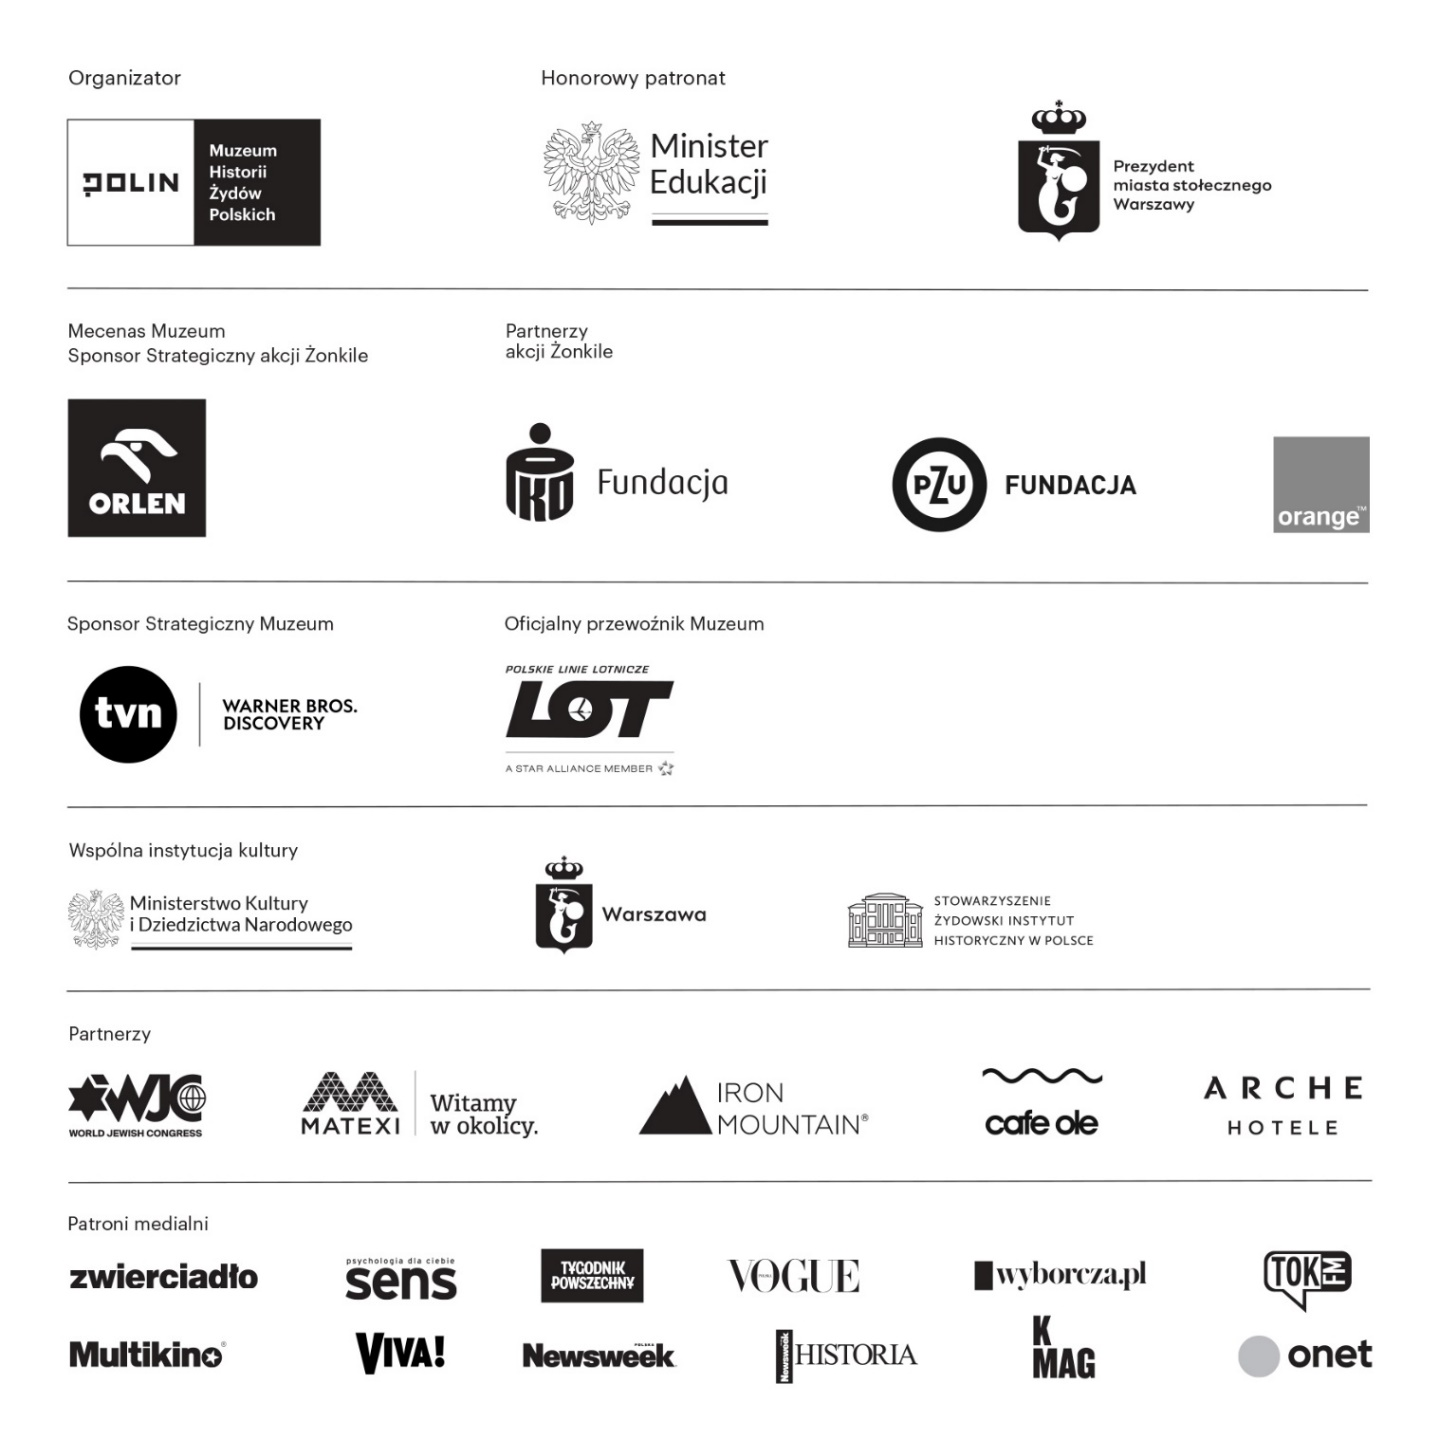 Organizator
Honorowy patronat
POLIN
Muzeum
Historii
Żydów
Polskich
Minister
Edukacji
Prezydent
miasta stołecznego
Warszawy
Mecenas Muzeum
Sponsor Strategiczny akcji Żonkile
Partnerzy
akcji Żonkile
ORLEN
PKO
Fundacja
PZU
FUNDACJA
orange™
Sponsor Strategiczny Muzeum
Oficjalny przewoźnik Muzeum
tvn
WARNER BROS.
DISCOVERY
POLSKIE LINIE LOTNICZE
LOT
A STAR ALLIANCE MEMBER
Wspólna instytucja kultury
Ministerstwo Kultury
i Dziedzictwa Narodowego
Warszawa
STOWARZYSZENIE
ŻYDOWSKI INSTYTUT
HISTORYCZNY W POLSCE
Partnerzy
WJC
WORLD JEWISH CONGRESS
MATEXI
Witamy
w okolicy.
IRON
MOUNTAIN®
cafe ole
ARCHE
HOTELE
Patroni medialni
zwierciadło
psychologia dla ciebie
sens
TYGODNIK
POWSZECHNY
VOGUE
wyborcza.pl
TOK FM
Multikino®
VIVA!
POLSKA
Newsweek
Newsweek
HISTORIA
K
MAG
onet